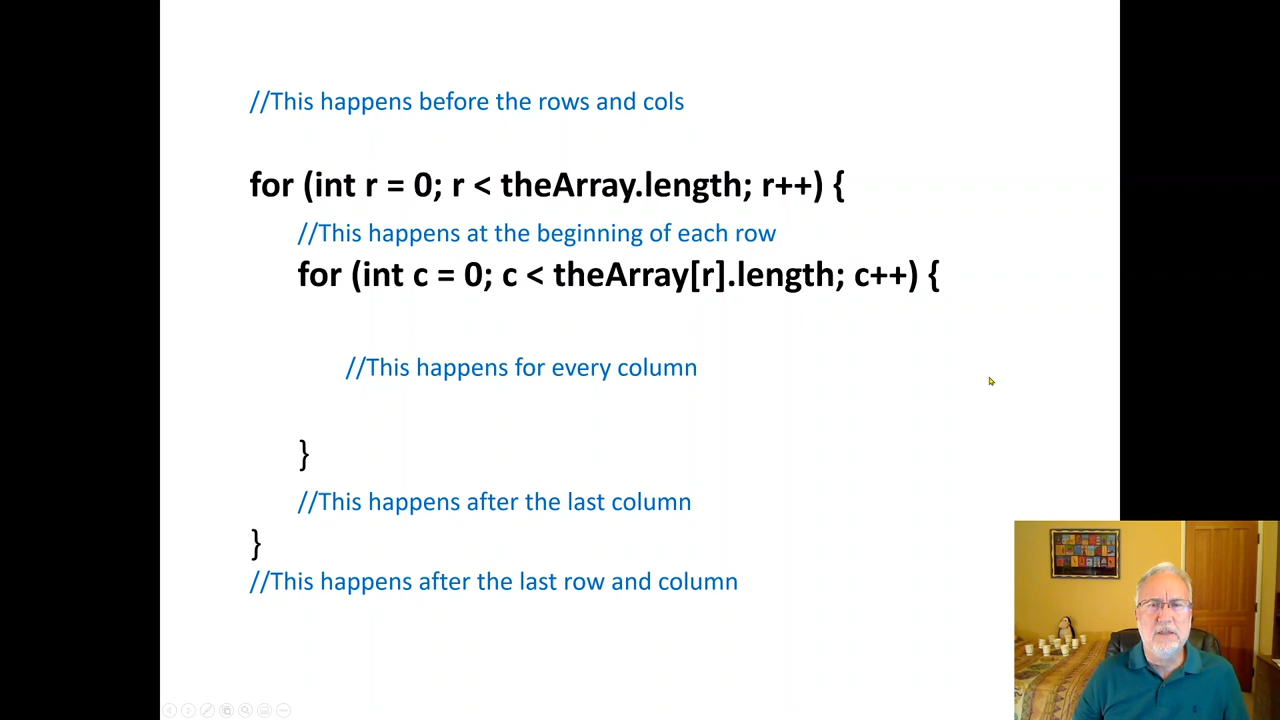 //This happens before the rows and cols
for (int r = 0; r < theArray.length; r++) {
//This happens at the beginning of each row
for (int c = 0; c < theArray[r].length; c++) {
//This happens for every column
}
//This happens after the last column
}
//This happens after the last row and column